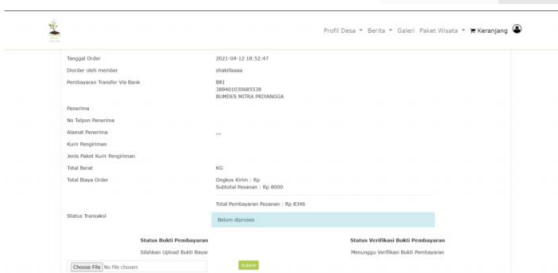 Profil Desa Berita Galeri Paket Wisata Keranjang
Tanggal Order 2021-04-12 18:52:47
Diorder oleh member
Pembayaran Transfer Via Bank BRI
BUMDES MITRA PRIYANGGA
Penerima
No Telpon Penerima
Alamat Penerima --
Kurir Pengiriman
Jenis Paket Kurir Pengiriman
Total Berat KG
Total Biaya Order Ongkos Kirim : Rp
Subtotal Pesanan : Rp 8000
Total Pembayaran Pesanan : Rp 8346
Status Transaksi Belum diproses
Status Bukti Pembayaran Status Verifikasi Bukti Pembayaran
Silahkan Upload Bukti Bayar Menunggu Verifikasi Bukti Pembayaran
Choose File No file chosen